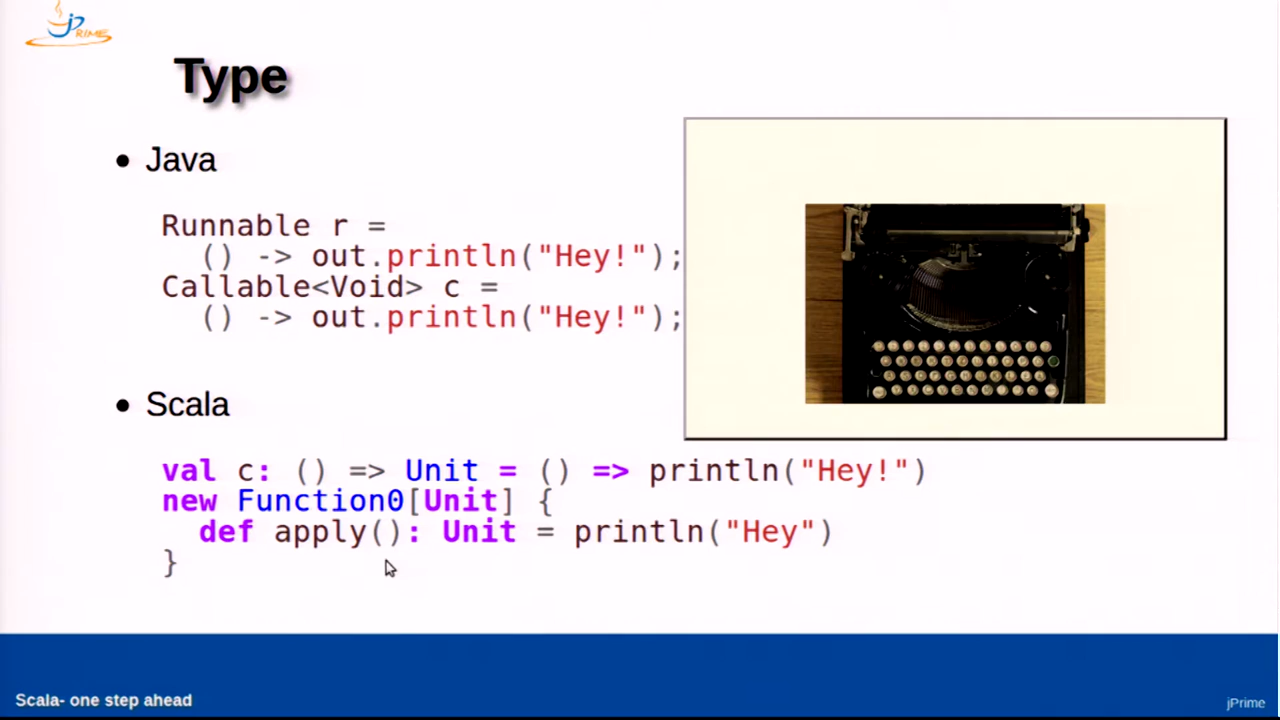 jPRIME
Type
• Java
Runnable r =
() -> out.println("Hey!");
Callable<Void> c =
() -> out.println("Hey!");
• Scala
val c: () => Unit = () => println("Hey!")
new Function0[Unit] {
def apply(): Unit = println("Hey")
}
Scala- one step ahead
jPrime